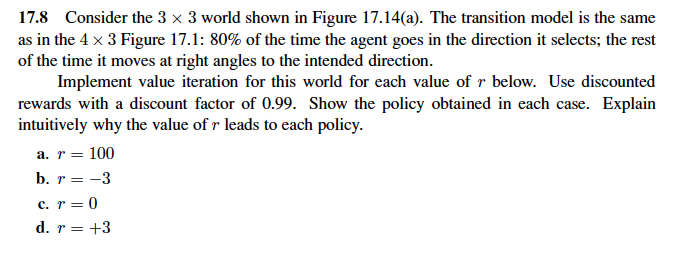 17.8 Consider the 3 × 3 world shown in Figure 17.14(a). The transition model is the same
as in the 4 × 3 Figure 17.1: 80% of the time the agent goes in the direction it selects; the rest
of the time it moves at right angles to the intended direction.
Implement value iteration for this world for each value of r below. Use discounted
rewards with a discount factor of 0.99. Show the policy obtained in each case. Explain
intuitively why the value of r leads to each policy.
a. r = 100
b. r = −3
c. r = 0
d. r = +3